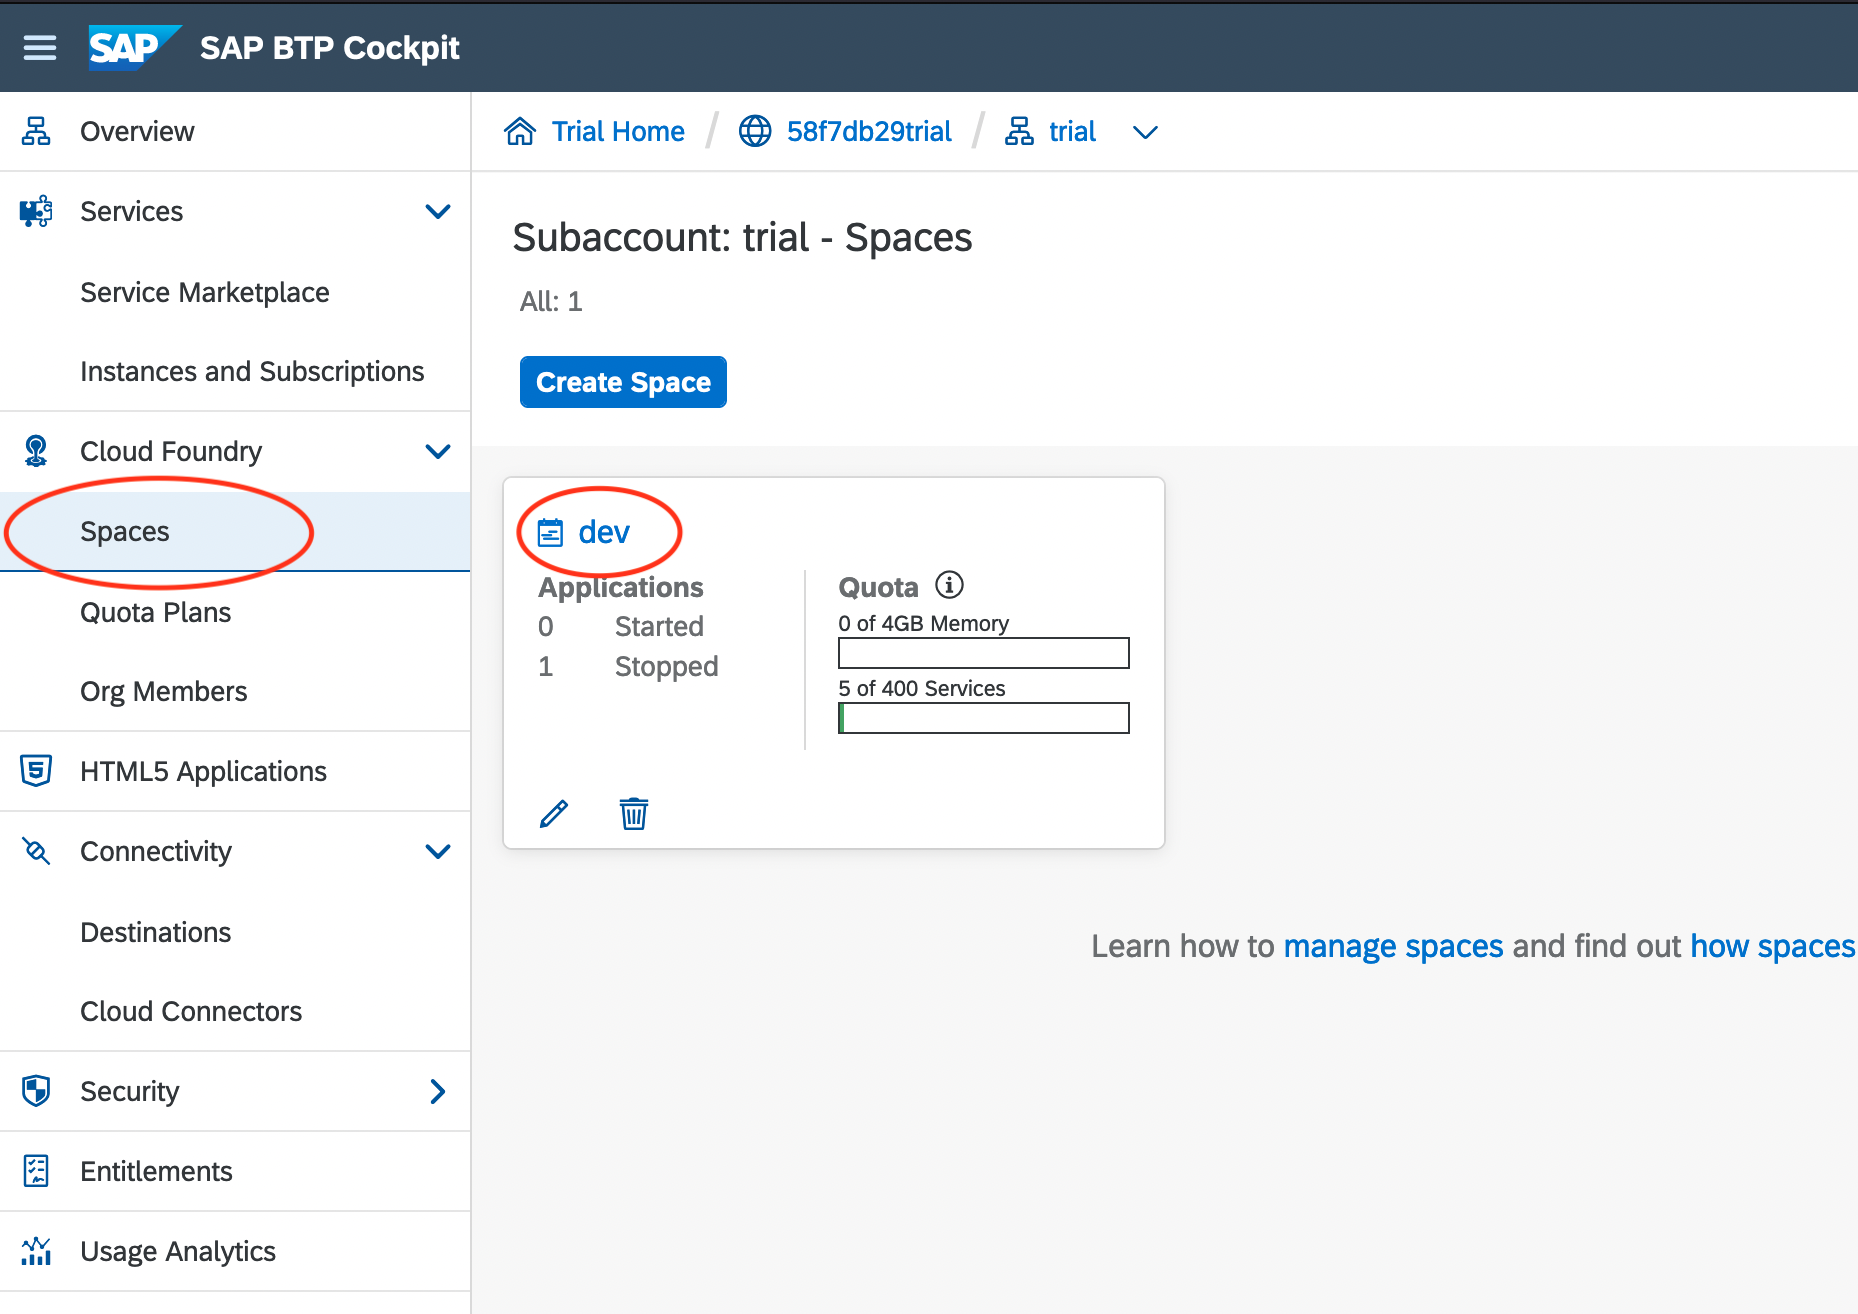 SAP SAP BTP Cockpit
Overview
Services
Service Marketplace
Instances and Subscriptions
Cloud Foundry
Spaces
Quota Plans
Org Members
HTML5 Applications
Connectivity
Destinations
Cloud Connectors
Security
Entitlements
Usage Analytics
Trial Home / 58f7db29trial / trial
Subaccount: trial - Spaces
All: 1
Create Space
dev
Applications
0 Started
1 Stopped
Quota
0 of 4GB Memory
5 of 400 Services
Learn how to manage spaces and find out how spaces